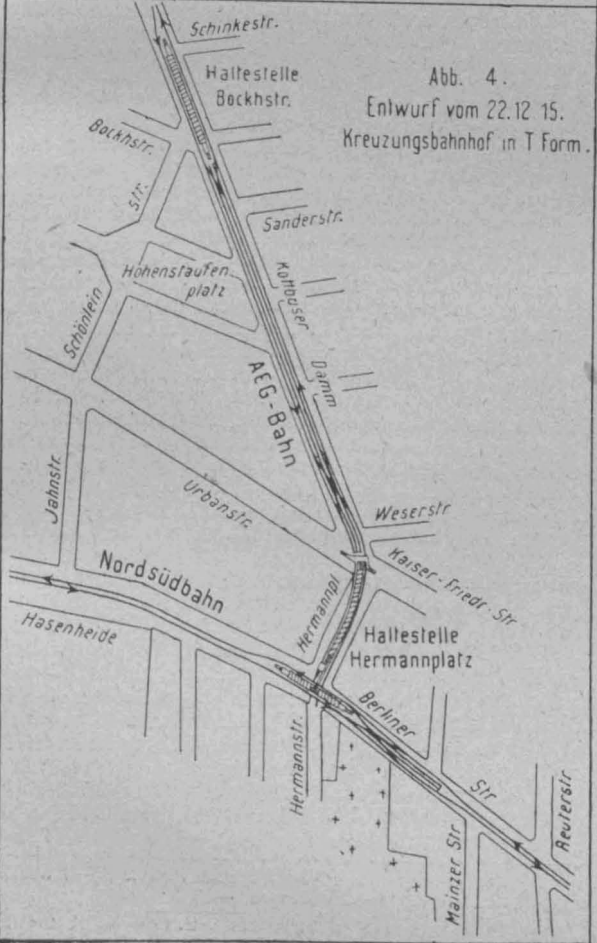 Schinkestr.
Haltestelle
Bockhstr.
Abb. 4.
Entwurf vom 22.12 15.
Kreuzungsbahnhof in T Form.
Bockhstr.
Sanderstr.
Hohenstaufen
platz
Kottbuser
Damm
Schönlein
str.
AEG-Bahn
Jahnstr.
Urbanstr.
Weserstr
Kaiser-Friedr-Str
Nordsüdbahn
Hermannpl
Hasenheide
Haltestelle
Hermannplatz
Berliner
Str
Hermannstr.
Mainzer Str
Reuterstr